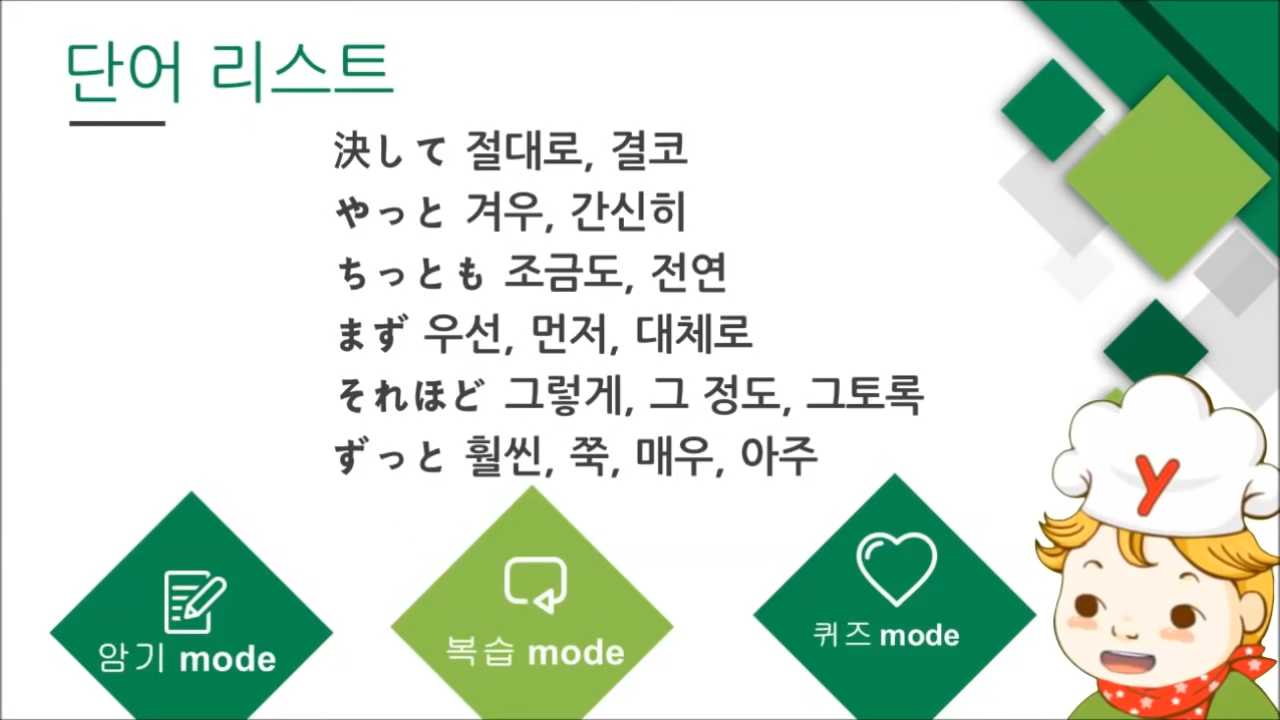 단어 리스트
決して 절대로, 결코
やっと 겨우, 간신히
ちっとも 조금도, 전연
まず 우선, 먼저, 대체로
それほど 그렇게, 그 정도, 그토록
ずっと 훨씬, 쭉, 매우, 아주
Y
암기 mode
복습 mode
퀴즈 mode